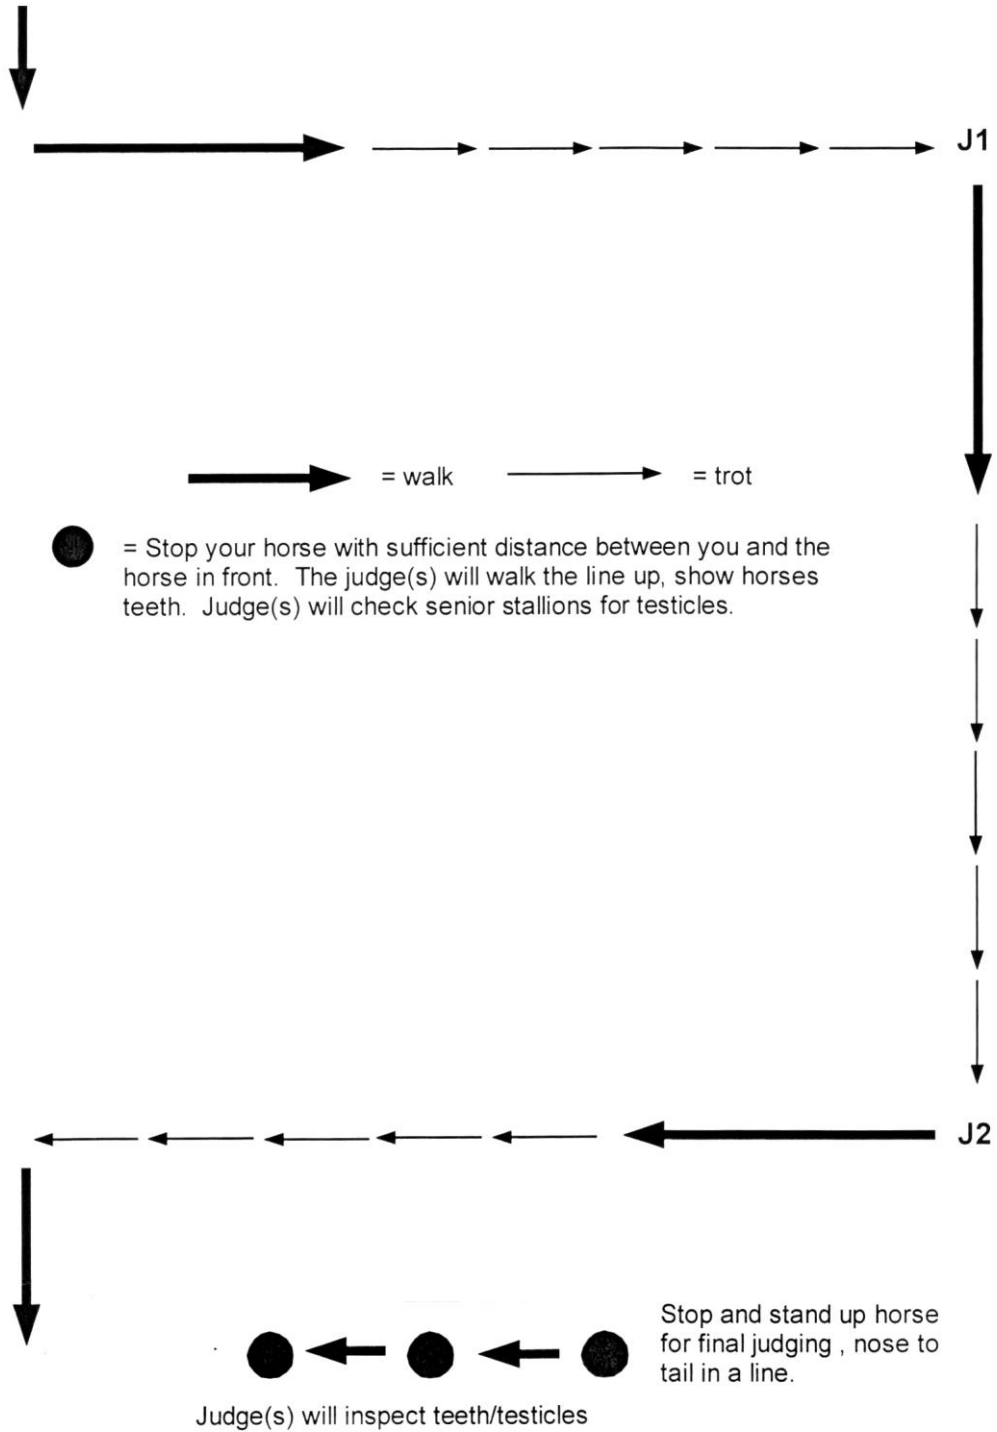 J1
= walk
= trot
= Stop your horse with sufficient distance between you and the
horse in front. The judge(s) will walk the line up, show horses
teeth. Judge(s) will check senior stallions for testicles.
J2
Stop and stand up horse
for final judging , nose to
tail in a line.
Judge(s) will inspect teeth/testicles